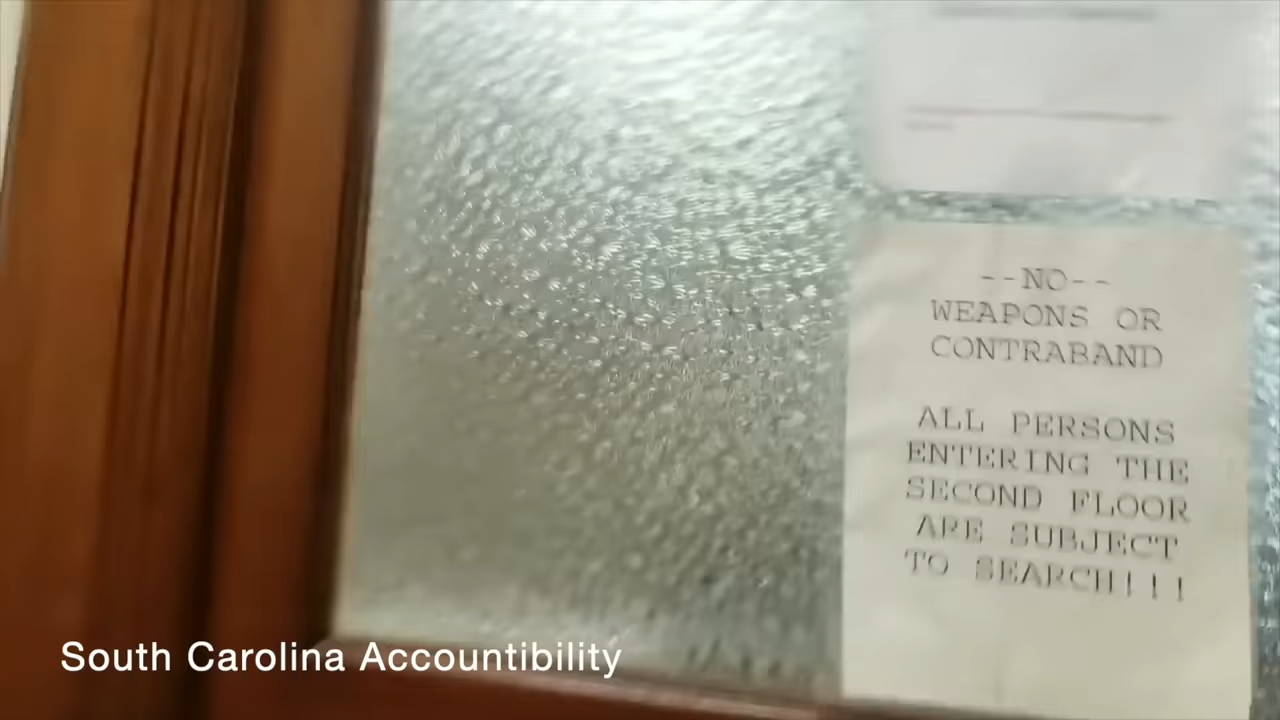 --NO--
WEAPONS OR
CONTRABAND
ALL PERSONS
ENTERING THE
SECOND FLOOR
ARE SUBJECT
TO SEARCH!!!
South Carolina Accountibility